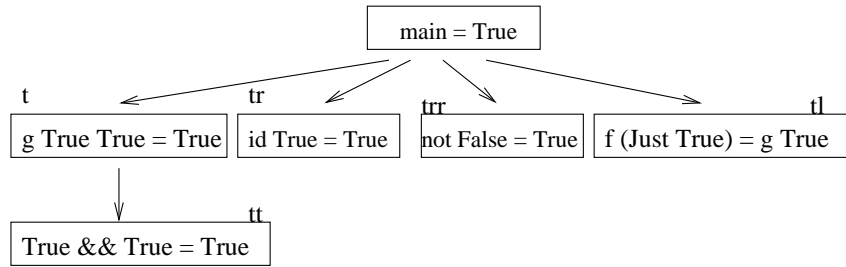 main = True
t
tr
trr
tl
g True True = True
id True = True
not False = True
f (Just True) = g True
tt
True && True = True